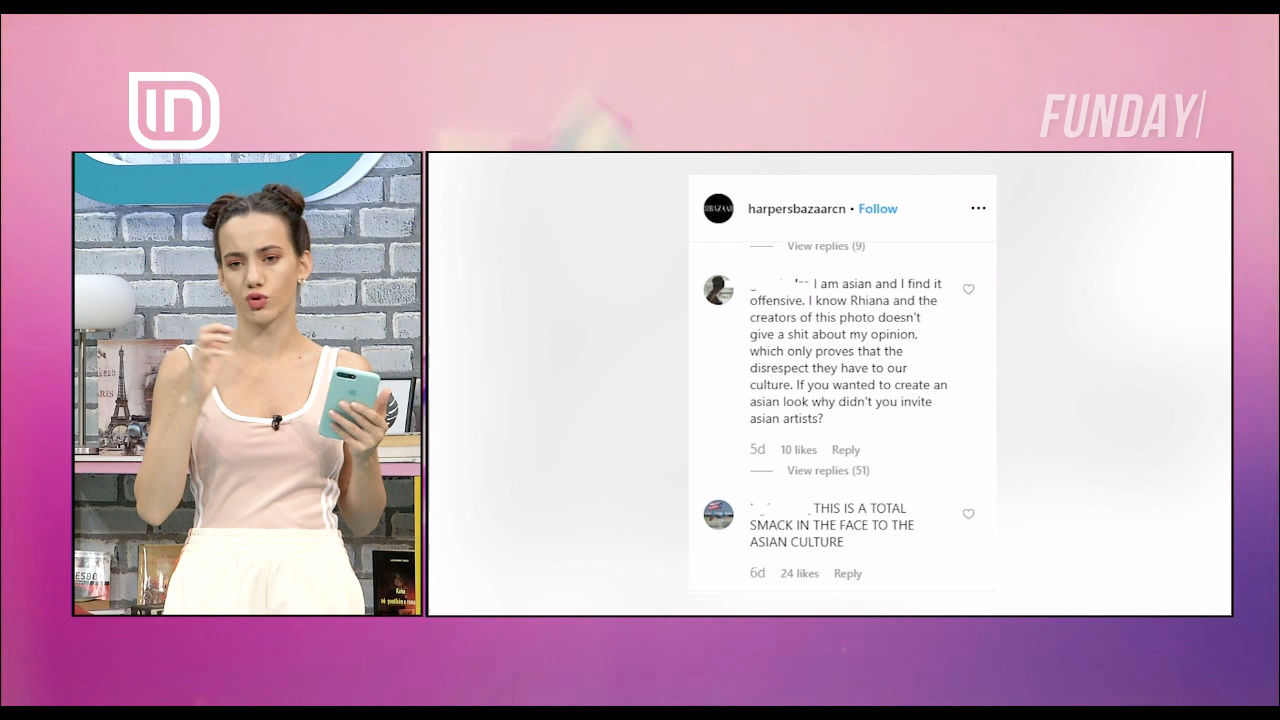 IN
FUNDAY
harpersbazaarcn • Follow
View replies (9)
I am asian and I find it
offensive. I know Rhiana and the
creators of this photo doesn't
give a shit about my opinion,
which only proves that the
disrespect they have to our
culture. If you wanted to create an
asian look why didn't you invite
asian artists?
5d 10 likes Reply
View replies (51)
THIS IS A TOTAL
SMACK IN THE FACE TO THE
ASIAN CULTURE
6d 24 likes Reply
PARIS
Koha